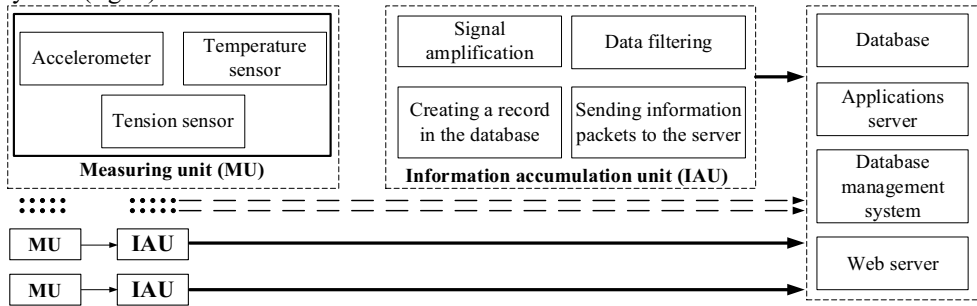 Accelerometer
Temperature
sensor
Tension sensor
Measuring unit (MU)
Signal
amplification
Data filtering
Creating a record
in the database
Sending information
packets to the server
Information accumulation unit (IAU)
Database
Applications
server
Database
management
system
Web server
MU
IAU
MU
IAU